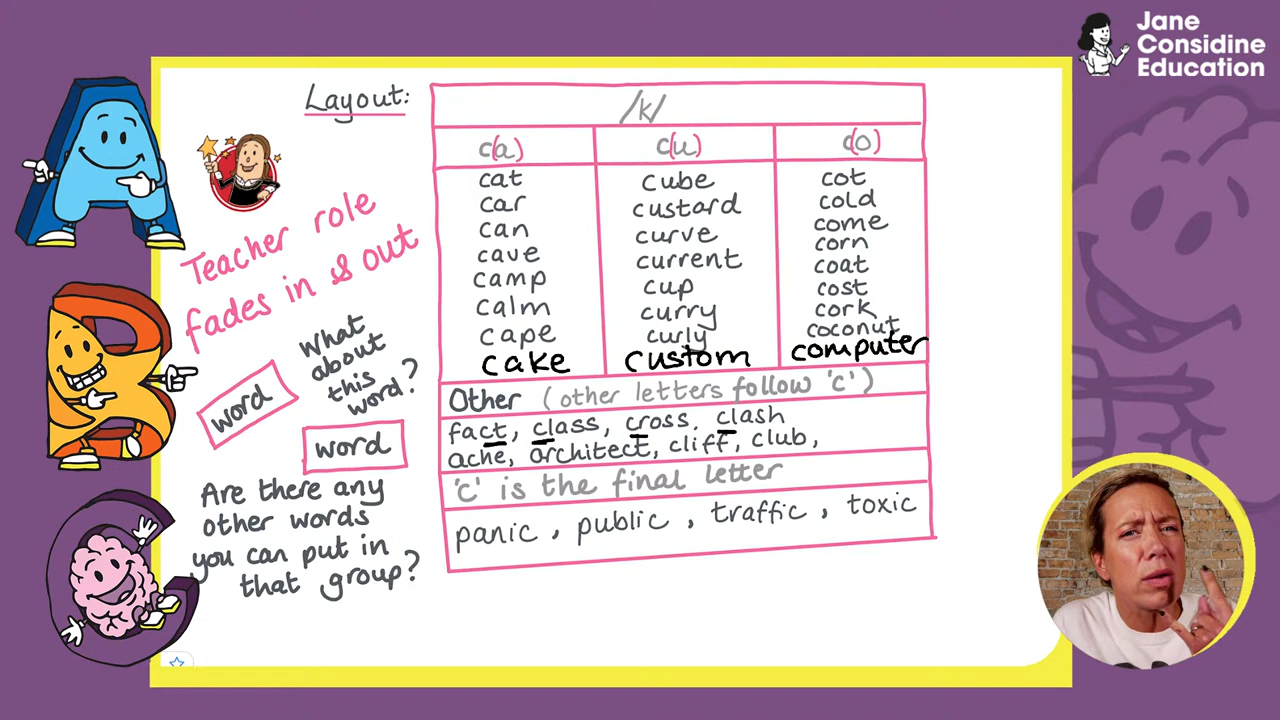 Jane
Considine
Education
Layout:
/k/
c(a) c(u) c(o)
cat cube cot
car custard cold
can curve come
cave current corn
camp cup coat
calm curry cost
cape curly cork
coconut
cake custom computer
Other (other letters follow 'c')
fact, class, cross, clash
ache, architect, cliff, club,
'c' is the final letter
panic, public, traffic, toxic
Teacher role
fades in & out
What
about
this
word?
word
word
Are there any
other words
you can put in
that group?
A
B
C